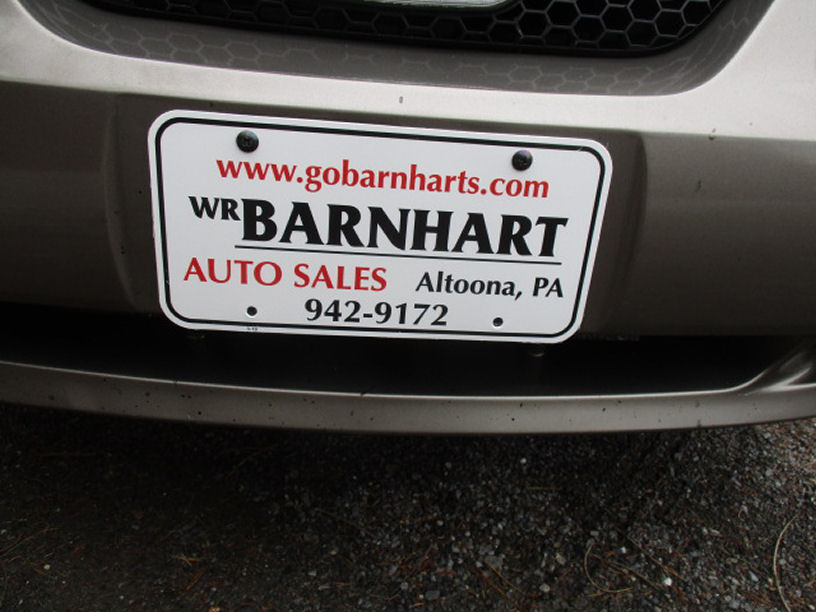 www.gobarnharts.com
WR BARNHART
AUTO SALES Altoona, PA
942-9172